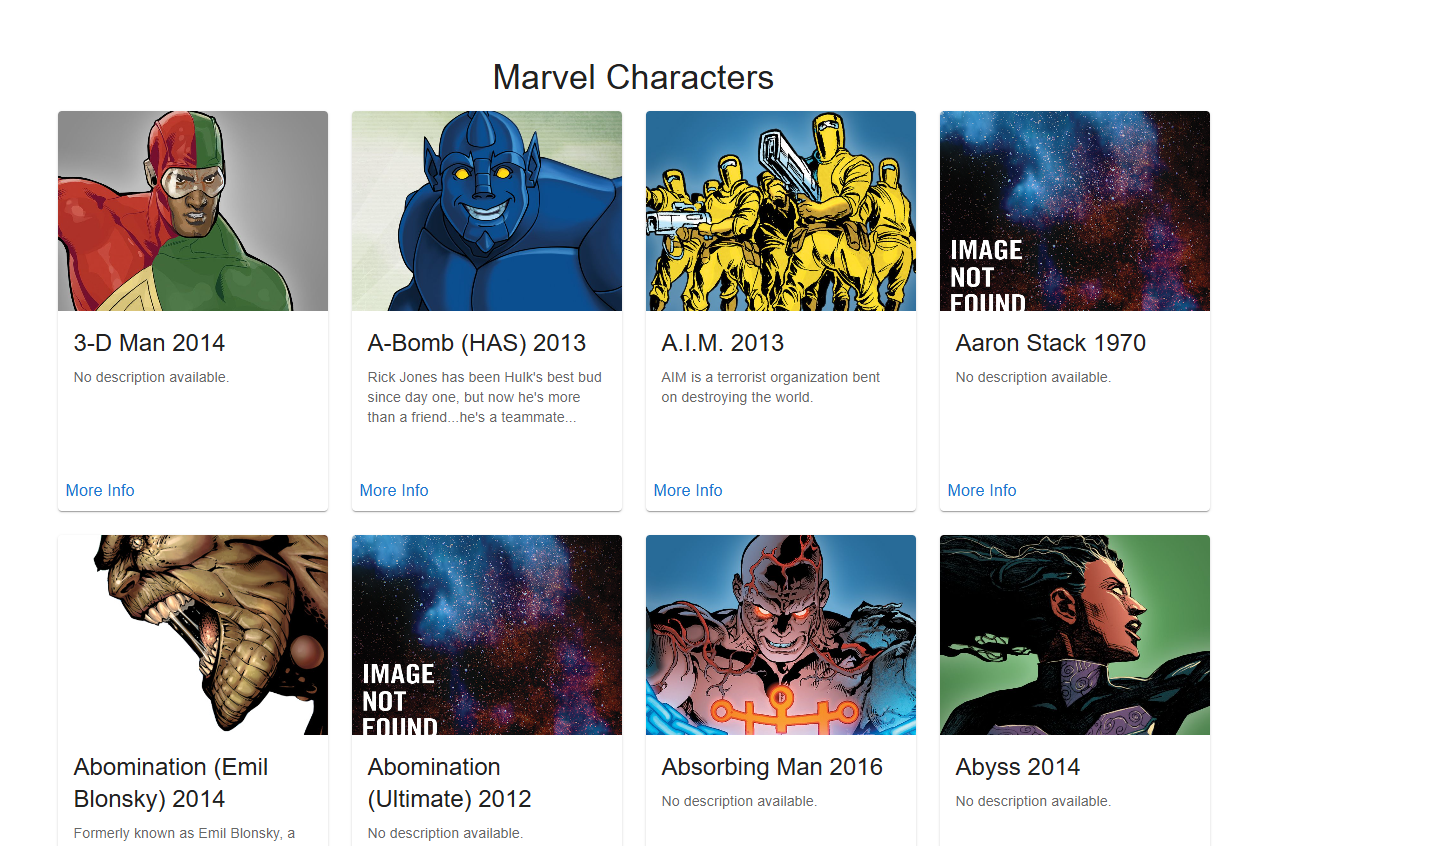 Marvel Characters
IMAGE
NOT
FOUND
3-D Man 2014
No description available.
More Info
A-Bomb (HAS) 2013
Rick Jones has been Hulk's best bud
since day one, but now he's more
than a friend...he's a teammate...
More Info
A.I.M. 2013
AIM is a terrorist organization bent
on destroying the world.
More Info
Aaron Stack 1970
No description available.
More Info
IMAGE
NOT
FOUND
Abomination (Emil
Blonsky) 2014
Formerly known as Emil Blonsky, a
Abomination
(Ultimate) 2012
No description available.
Absorbing Man 2016
No description available.
Abyss 2014
No description available.